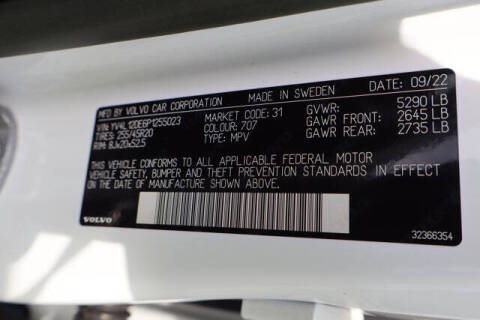 MFD BY VOLVO CAR CORPORATION MADE IN SWEDEN DATE: 09/22
VIN: YV4L12DE6P1255023 MARKET CODE: 31 GVWR: 5290 LB
TIRES: 255/45R20 COLOUR: 707 GAWR FRONT: 2645 LB
RIM: 8Jx20x52.5 TYPE: MPV GAWR REAR: 2735 LB
THIS VEHICLE CONFORMS TO ALL APPLICABLE FEDERAL MOTOR
VEHICLE SAFETY, BUMPER AND THEFT PREVENTION STANDARDS IN EFFECT
ON THE DATE OF MANUFACTURE SHOWN ABOVE.
VOLVO 32366354